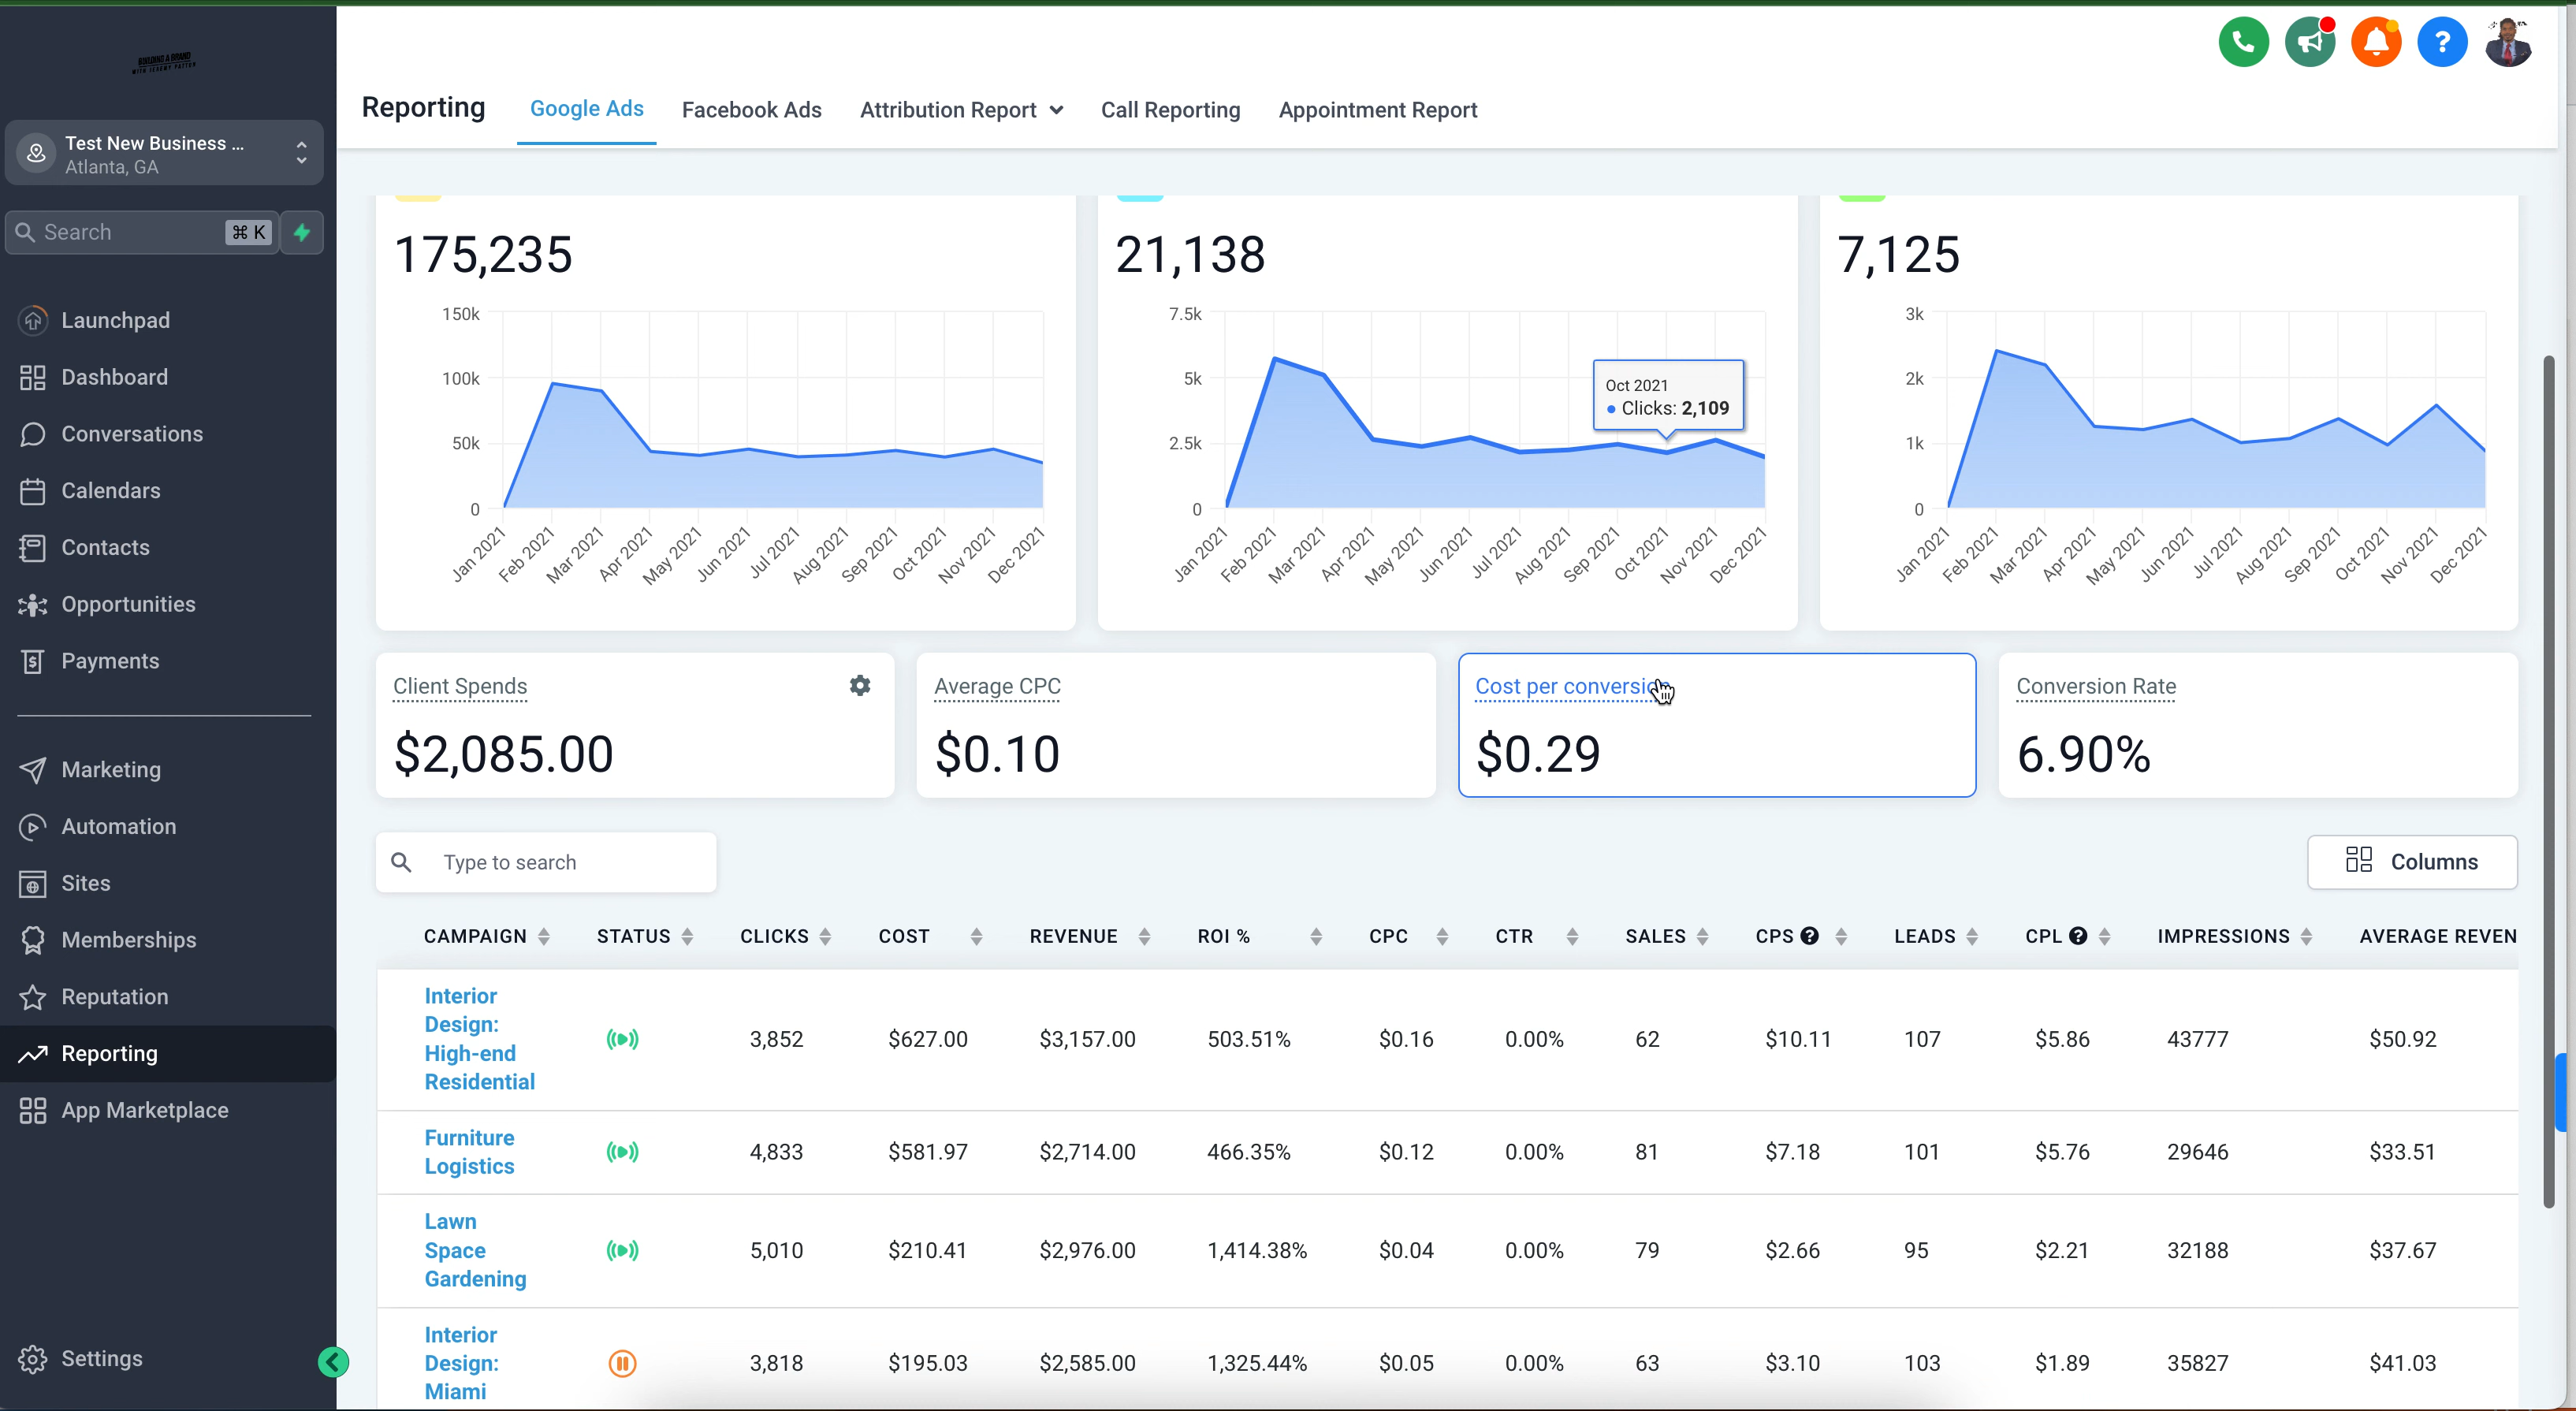 BUILDING A BRAND
WITH JEREMY PATTON
Test New Business ...
Atlanta, GA
Search
⌘ K
Launchpad
Dashboard
Conversations
Calendars
Contacts
Opportunities
Payments
Marketing
Automation
Sites
Memberships
Reputation
Reporting
App Marketplace
Settings
Reporting Google Ads Facebook Ads Attribution Report Call Reporting Appointment Report
175,235
150k
100k
50k
0
Jan 2021 Feb 2021 Mar 2021 Apr 2021 May 2021 Jun 2021 Jul 2021 Aug 2021 Sep 2021 Oct 2021 Nov 2021 Dec 2021
21,138
7.5k
5k
2.5k
0
Oct 2021
Clicks: 2,109
Jan 2021 Feb 2021 Mar 2021 Apr 2021 May 2021 Jun 2021 Jul 2021 Aug 2021 Sep 2021 Oct 2021 Nov 2021 Dec 2021
7,125
3k
2k
1k
0
Jan 2021 Feb 2021 Mar 2021 Apr 2021 May 2021 Jun 2021 Jul 2021 Aug 2021 Sep 2021 Oct 2021 Nov 2021 Dec 2021
Client Spends
$2,085.00
Average CPC
$0.10
Cost per conversion
$0.29
Conversion Rate
6.90%
Type to search
Columns
CAMPAIGN STATUS CLICKS COST REVENUE ROI % CPC CTR SALES CPS LEADS CPL IMPRESSIONS AVERAGE REVEN
Interior
Design:
High-end
Residential
3,852 $627.00 $3,157.00 503.51% $0.16 0.00% 62 $10.11 107 $5.86 43777 $50.92
Furniture
Logistics
4,833 $581.97 $2,714.00 466.35% $0.12 0.00% 81 $7.18 101 $5.76 29646 $33.51
Lawn
Space
Gardening
5,010 $210.41 $2,976.00 1,414.38% $0.04 0.00% 79 $2.66 95 $2.21 32188 $37.67
Interior
Design:
Miami
3,818 $195.03 $2,585.00 1,325.44% $0.05 0.00% 63 $3.10 103 $1.89 35827 $41.03